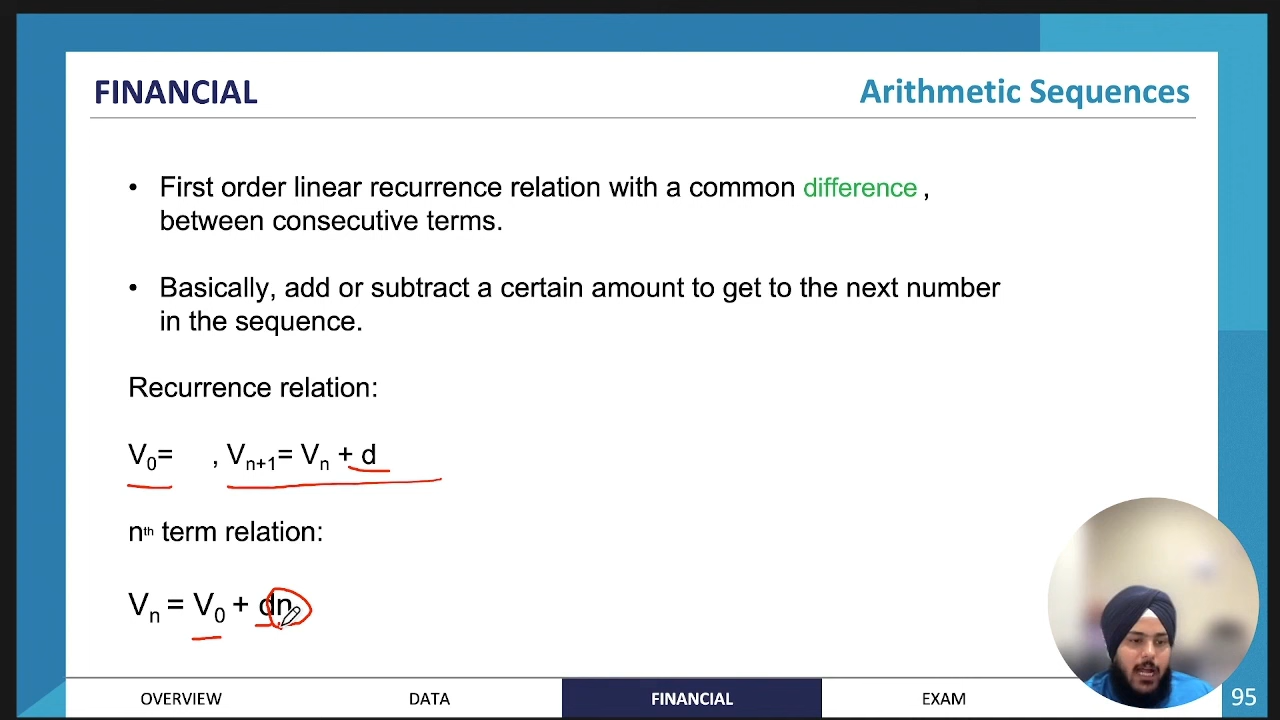 FINANCIAL
Arithmetic Sequences
• First order linear recurrence relation with a common difference ,
between consecutive terms.
• Basically, add or subtract a certain amount to get to the next number
in the sequence.
Recurrence relation:
V₀= , Vₙ₊₁= Vₙ + d
nᵗʰ term relation:
Vₙ = V₀ + dn
OVERVIEW DATA FINANCIAL EXAM 95